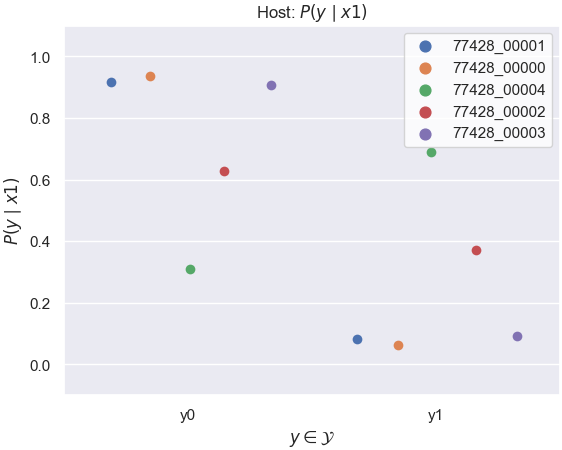 Host: P(y | x1)
77428_00001
77428_00000
77428_00004
77428_00002
77428_00003
1.0
0.8
0.6
0.4
0.2
0.0
P(y | x1)
y0
y1
y ∈ 𝒴